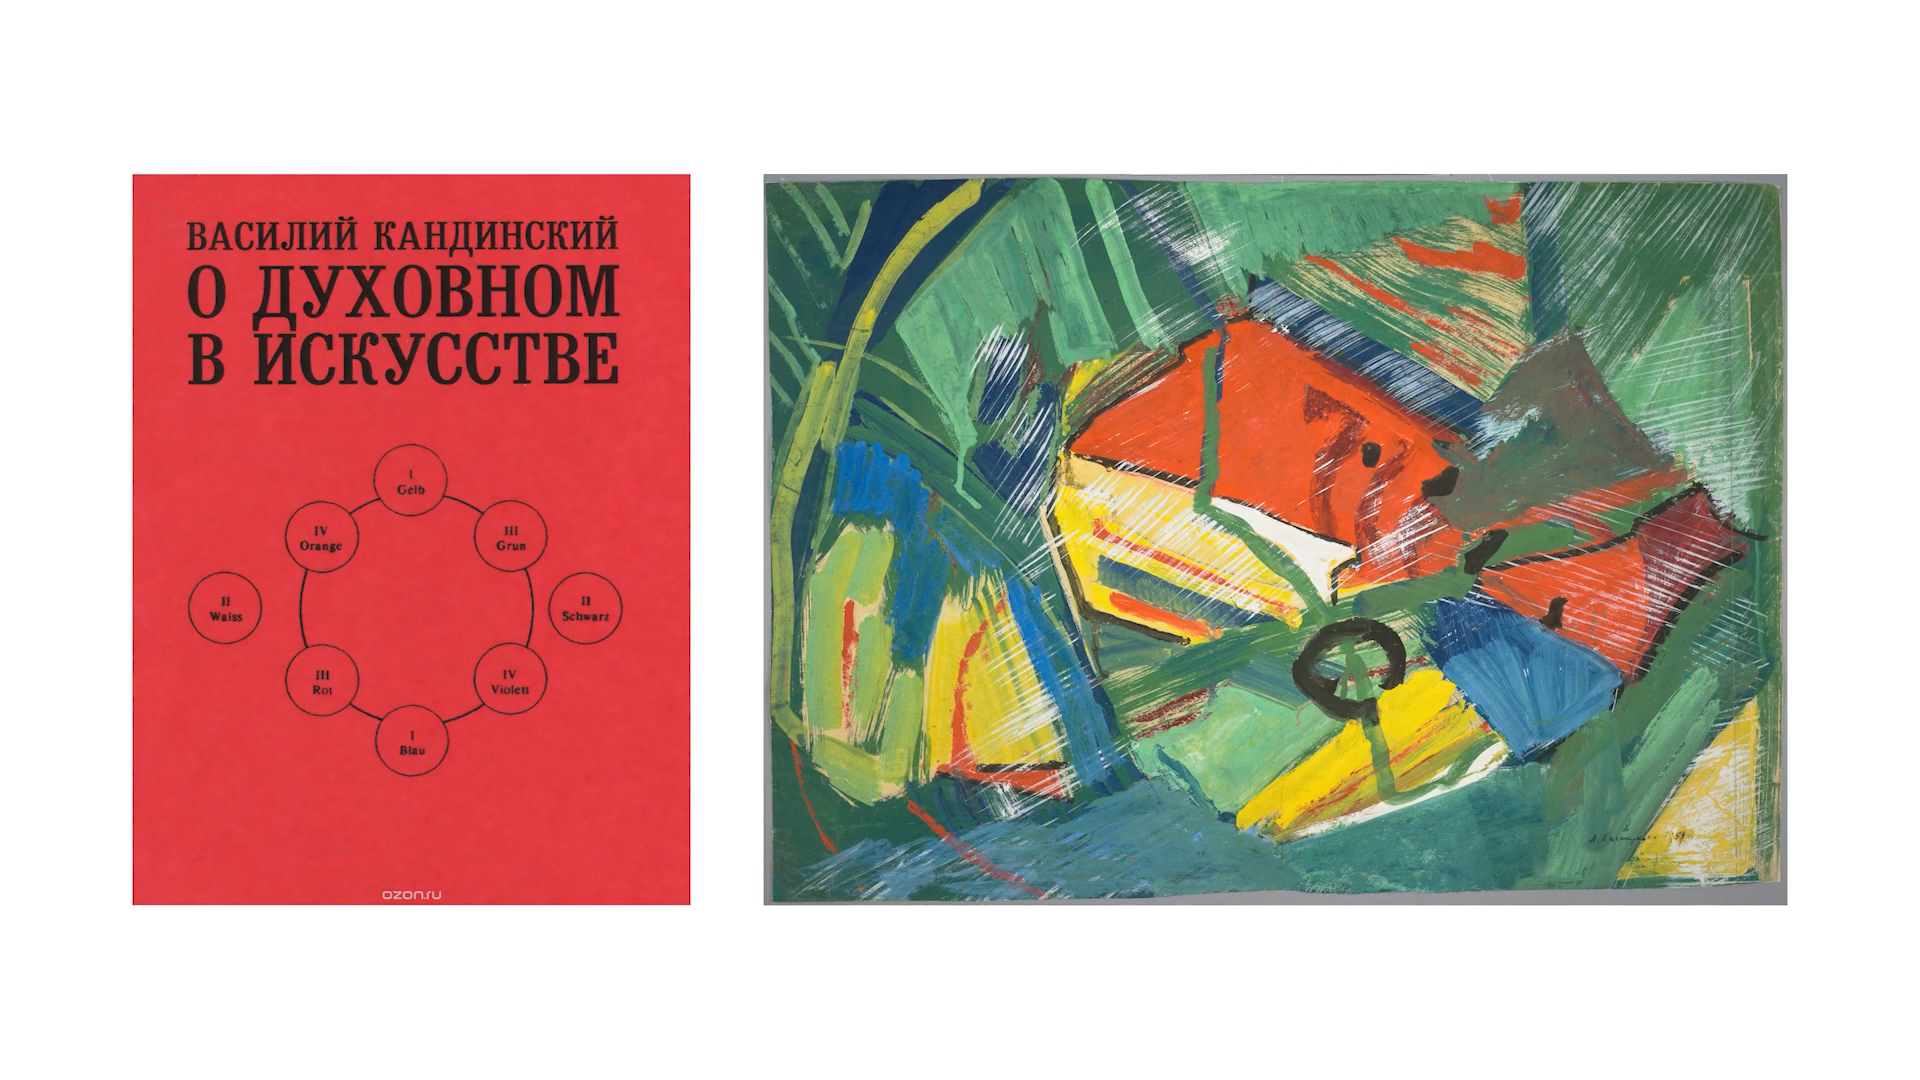 ВАСИЛИЙ КАНДИНСКИЙ
О ДУХОВНОМ
В ИСКУССТВЕ
I
Gelb
IV
Orange
III
Grun
II
Waiss
II
Schwarz
III
Rot
IV
Violett
I
Blau
ozon.ru